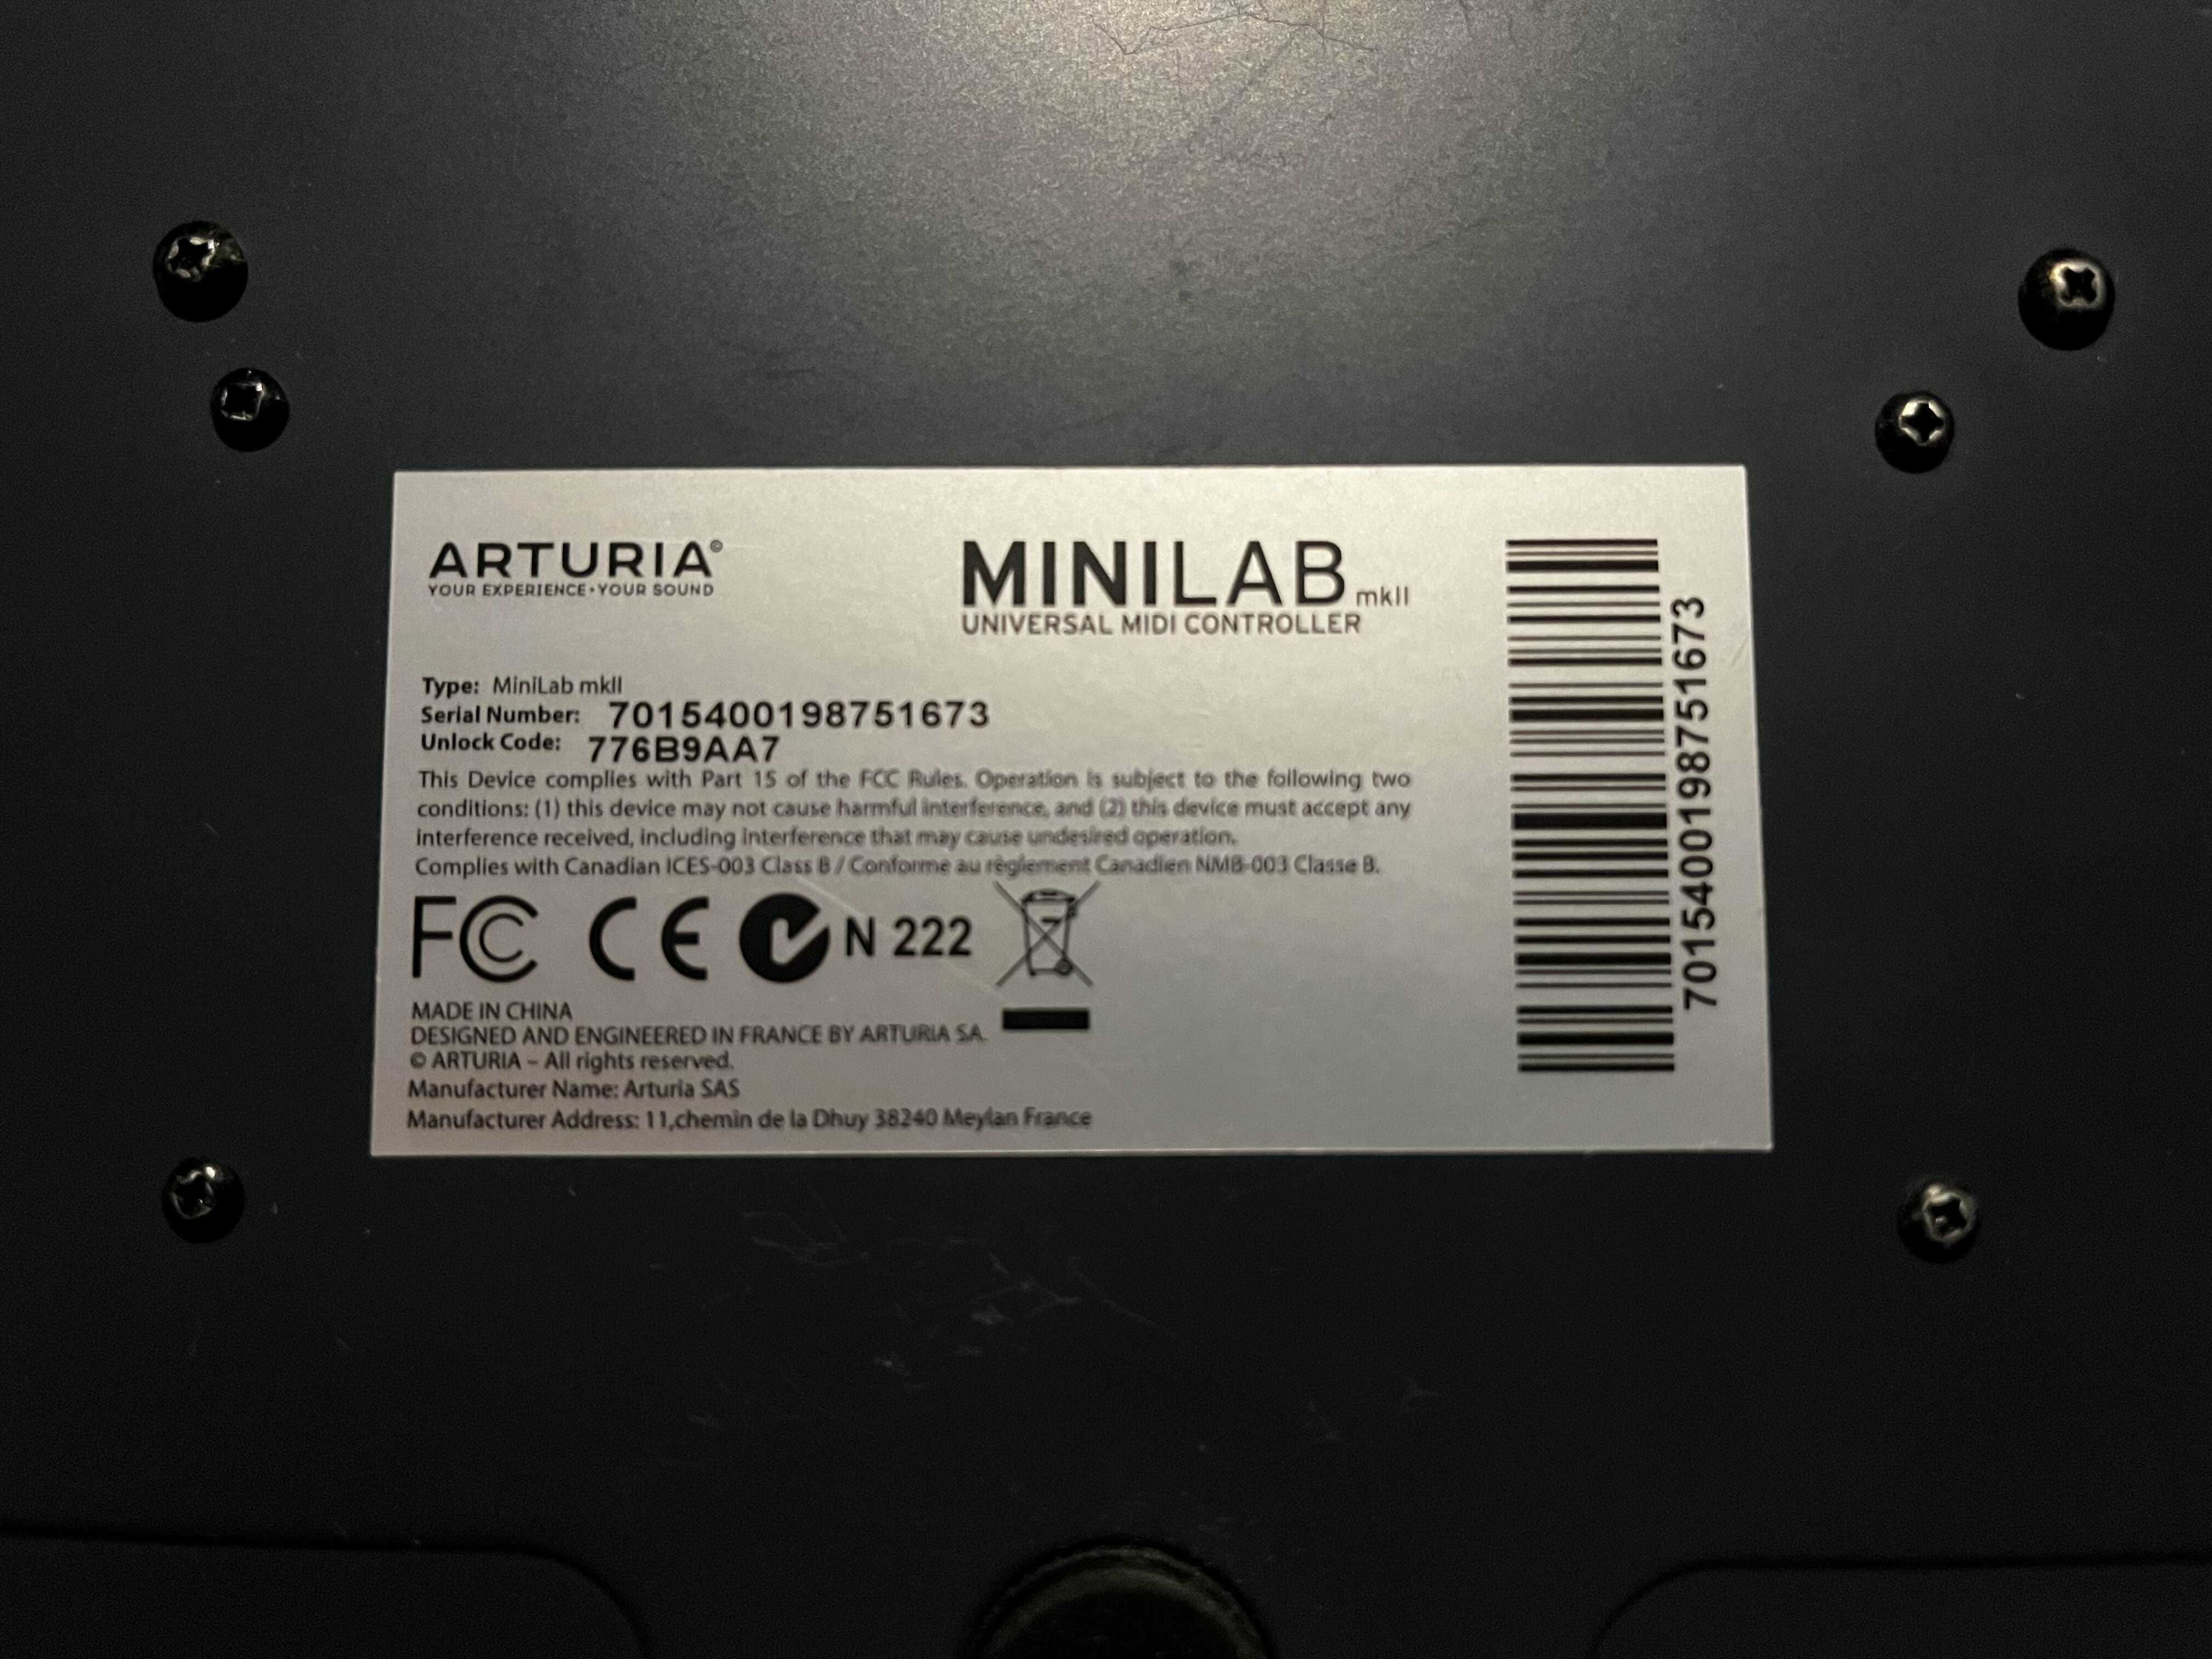 ARTURIA©
YOUR EXPERIENCE • YOUR SOUND
MINILAB mkII
UNIVERSAL MIDI CONTROLLER
Type: MiniLab mkII
Serial Number: 7015400198751673
Unlock Code: 776B9AA7
This Device complies with Part 15 of the FCC Rules. Operation is subject to the following two
conditions: (1) this device may not cause harmful interference, and (2) this device must accept any
interference received, including interference that may cause undesired operation.
Complies with Canadian ICES-003 Class B / Conforme au règlement Canadien NMB-003 Classe B.
FC CE N 222
MADE IN CHINA
DESIGNED AND ENGINEERED IN FRANCE BY ARTURIA SA.
© ARTURIA – All rights reserved.
Manufacturer Name: Arturia SAS
Manufacturer Address: 11,chemin de la Dhuy 38240 Meylan France
7015400198751673